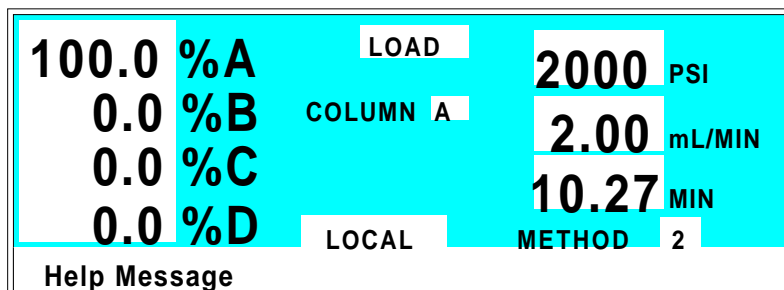 100.0 %A
0.0 %B
0.0 %C
0.0 %D
LOAD
COLUMN A
LOCAL
2000 PSI
2.00 mL/MIN
10.27 MIN
METHOD 2
Help Message